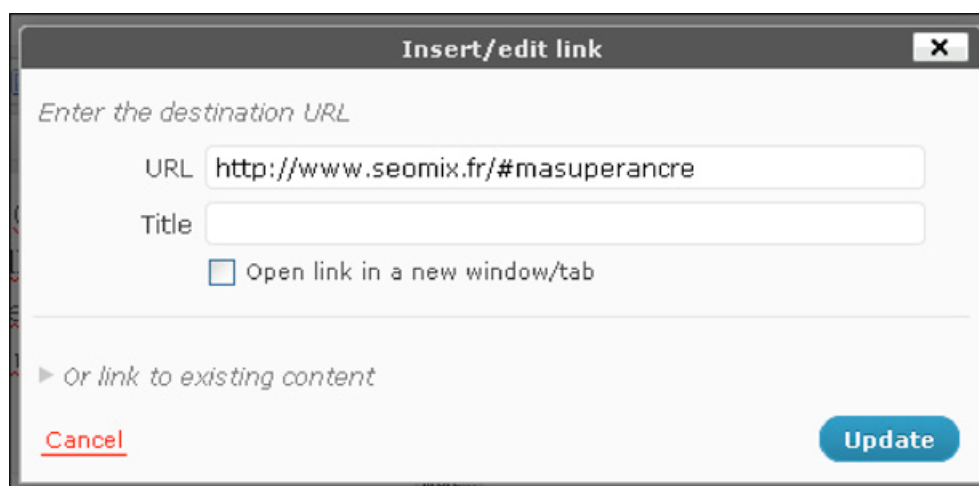 Insert/edit link
Enter the destination URL
URL http://www.seomix.fr/#masuperancre
Title
Open link in a new window/tab
Or link to existing content
Cancel
Update